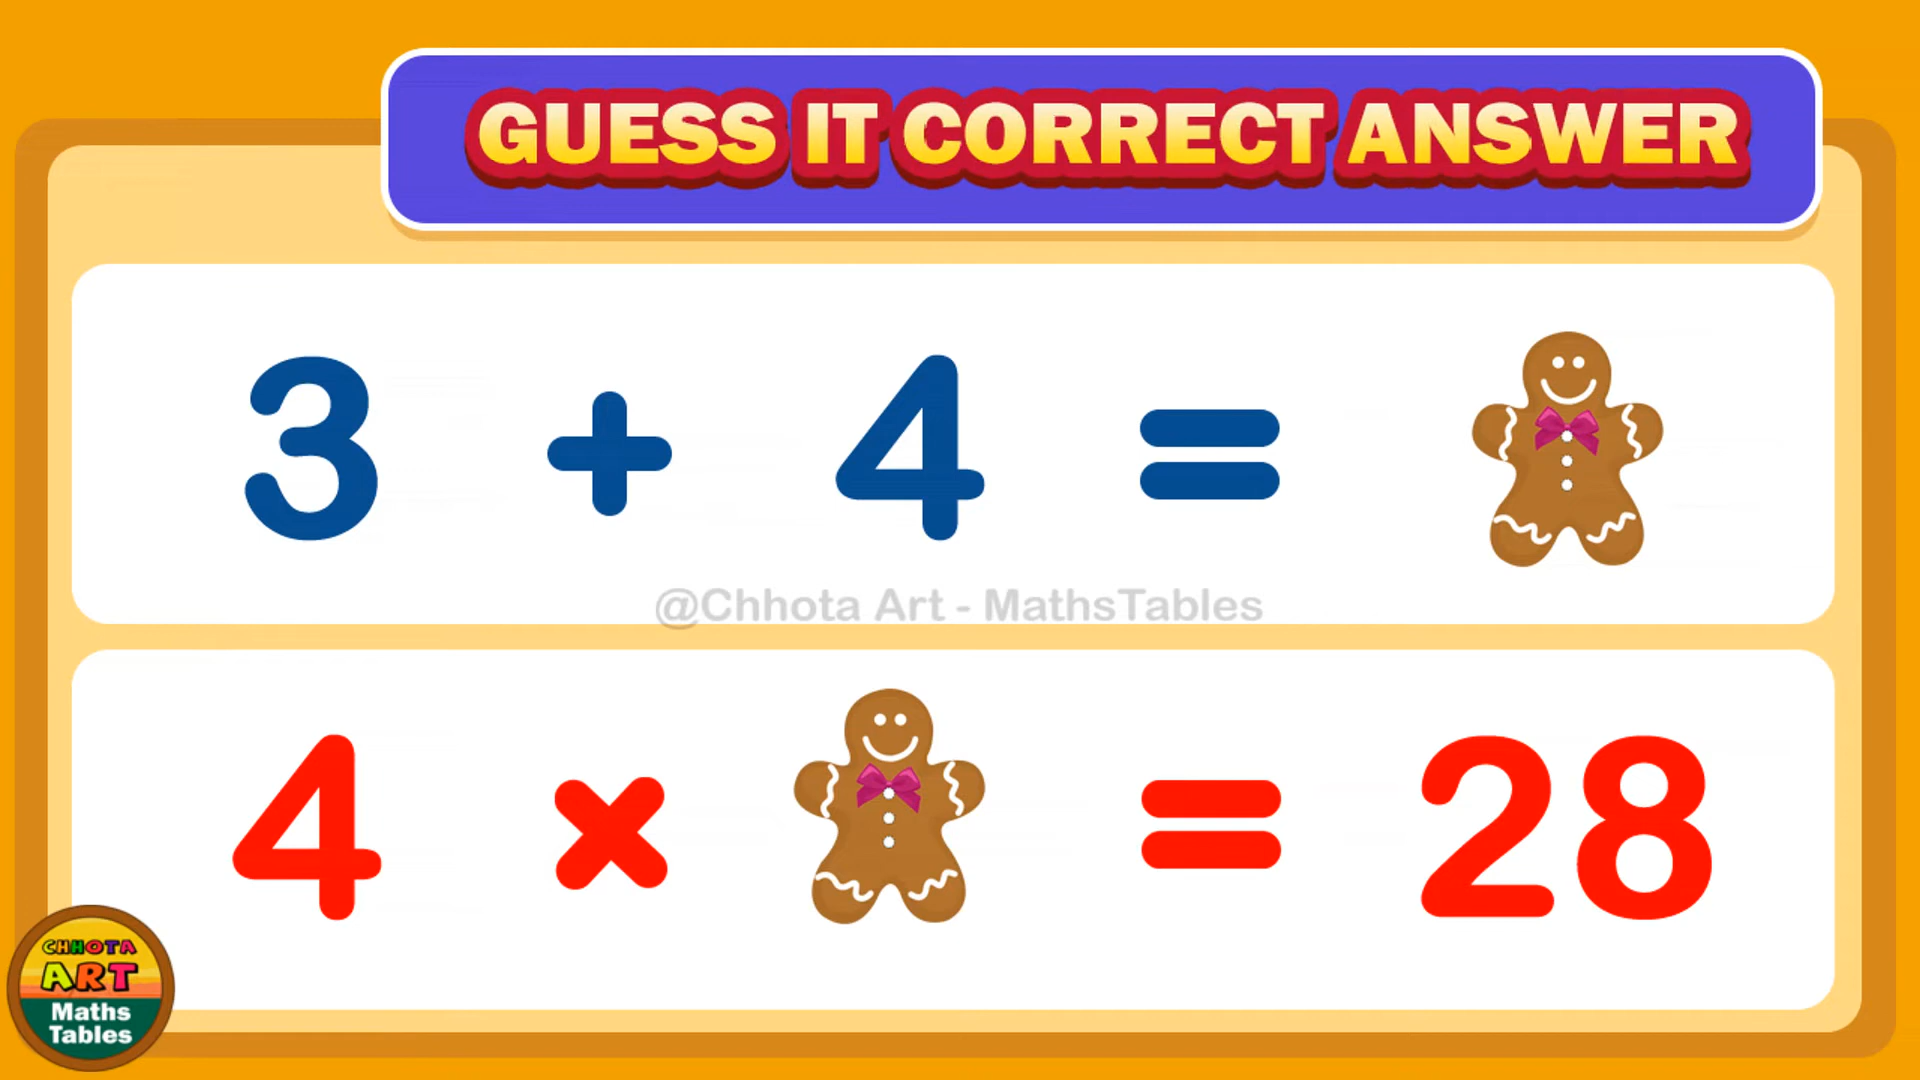 GUESS IT CORRECT ANSWER
3 + 4 =
@Chhota Art - MathsTables
4 × = 28
CHHOTA
ART
Maths
Tables